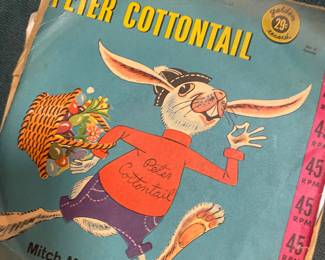 PETER COTTONTAIL
Golden
29¢
Record
Peter
Cottontail
45
RPM
45
RPM
45
RPM
45
RPM
Mitch M